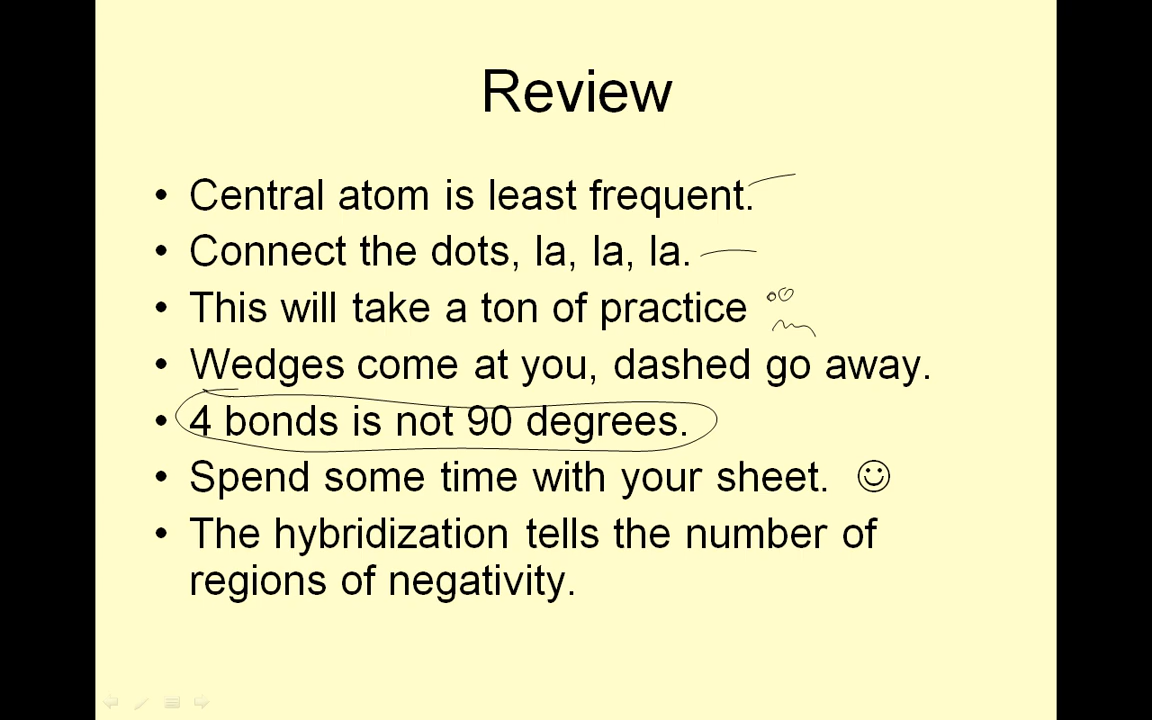 Review
• Central atom is least frequent.
• Connect the dots, la, la, la.
• This will take a ton of practice
• Wedges come at you, dashed go away.
• 4 bonds is not 90 degrees.
• Spend some time with your sheet. ☺
• The hybridization tells the number of
regions of negativity.